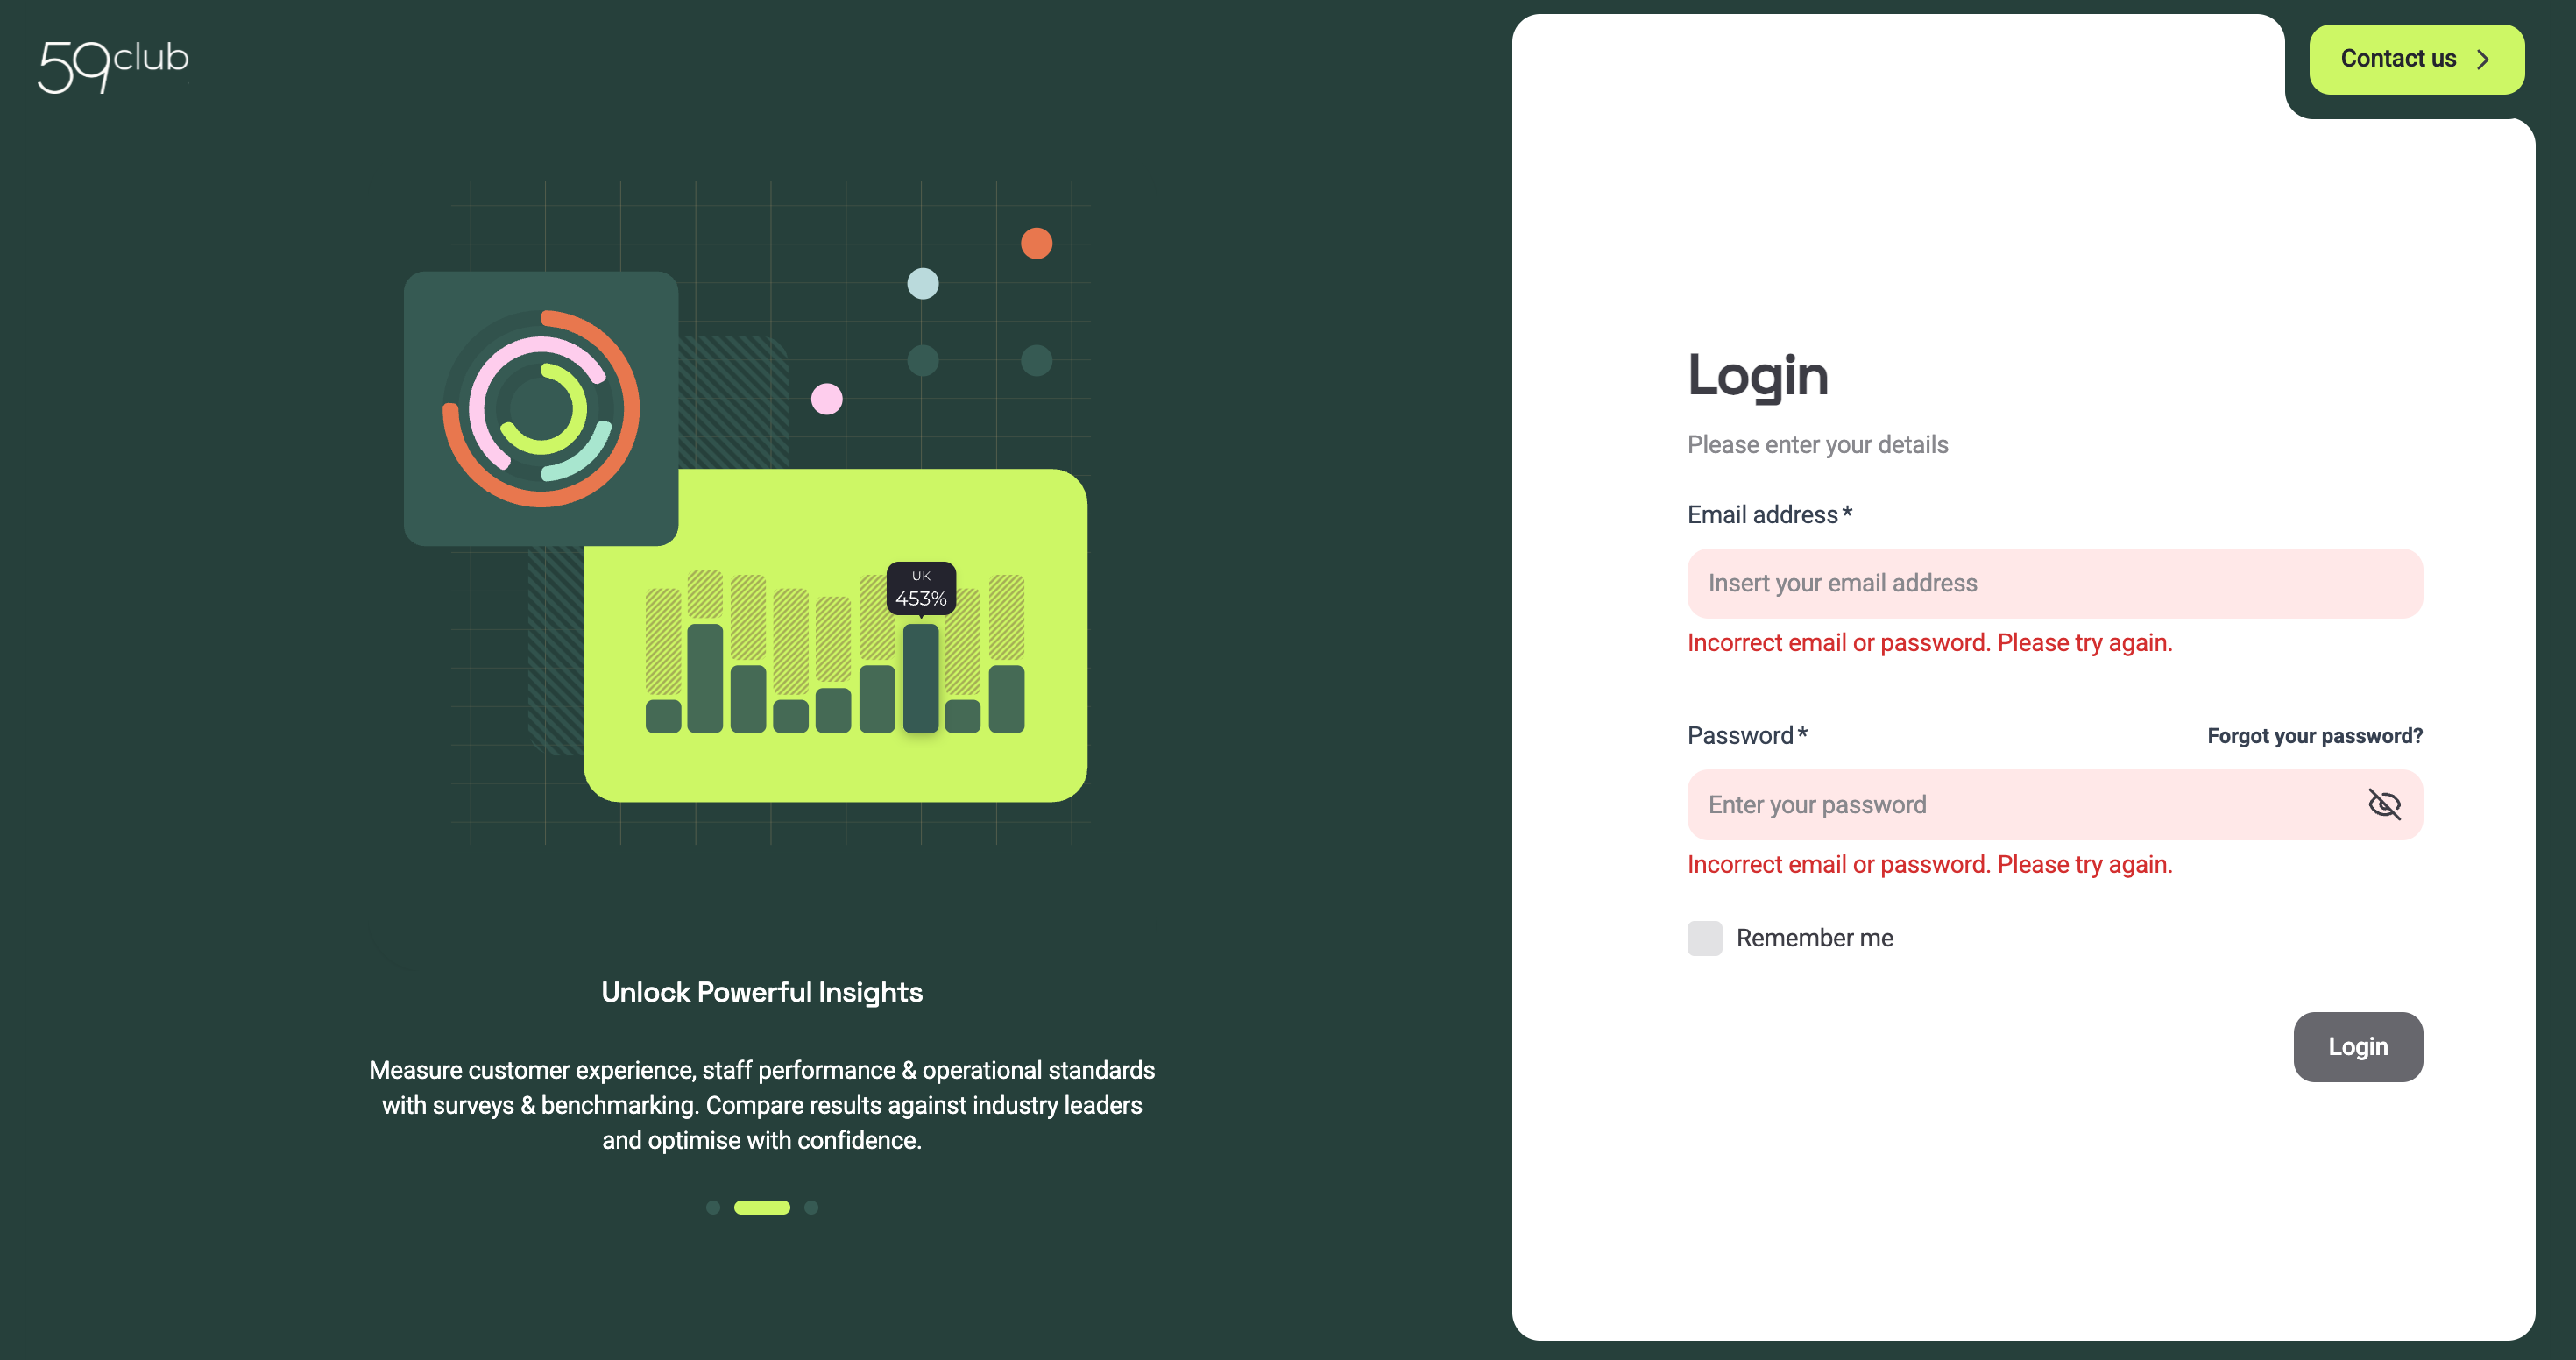 59club
Contact us
UK
453%
Unlock Powerful Insights
Measure customer experience, staff performance & operational standards
with surveys & benchmarking. Compare results against industry leaders
and optimise with confidence.
Login
Please enter your details
Email address*
Insert your email address
Incorrect email or password. Please try again.
Password*
Forgot your password?
Enter your password
Incorrect email or password. Please try again.
Remember me
Login